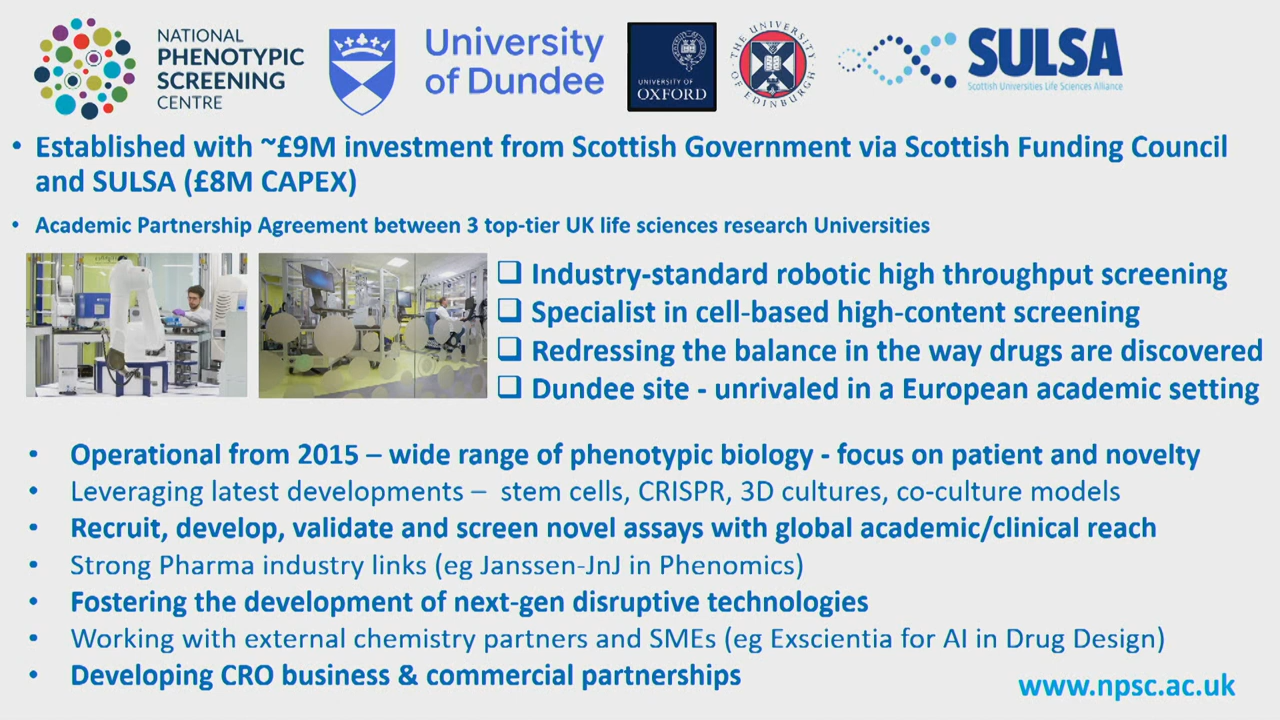 NATIONAL
PHENOTYPIC
SCREENING
CENTRE
University
of Dundee
UNIVERSITY OF
OXFORD
THE UNIVERSITY OF EDINBURGH
SULSA
Scottish Universities Life Sciences Alliance
• Established with ~£9M investment from Scottish Government via Scottish Funding Council
and SULSA (£8M CAPEX)
• Academic Partnership Agreement between 3 top-tier UK life sciences research Universities
❑ Industry-standard robotic high throughput screening
❑ Specialist in cell-based high-content screening
❑ Redressing the balance in the way drugs are discovered
❑ Dundee site - unrivaled in a European academic setting
• Operational from 2015 – wide range of phenotypic biology - focus on patient and novelty
• Leveraging latest developments – stem cells, CRISPR, 3D cultures, co-culture models
• Recruit, develop, validate and screen novel assays with global academic/clinical reach
• Strong Pharma industry links (eg Janssen-JnJ in Phenomics)
• Fostering the development of next-gen disruptive technologies
• Working with external chemistry partners and SMEs (eg Exscientia for AI in Drug Design)
• Developing CRO business & commercial partnerships
www.npsc.ac.uk